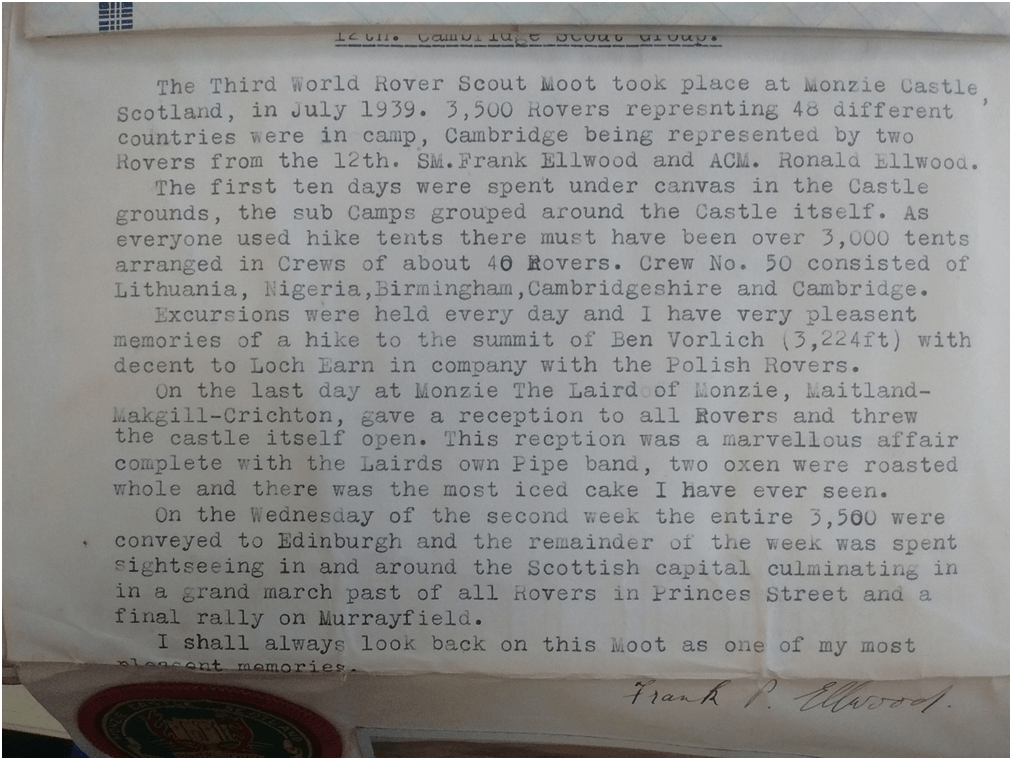 12th. Cambridge Scout Group.
The Third World Rover Scout Moot took place at Monzie Castle,
Scotland, in July 1939. 3,500 Rovers represnting 48 different
countries were in camp, Cambridge being represented by two
Rovers from the 12th. SM.Frank Ellwood and ACM. Ronald Ellwood.
The first ten days were spent under canvas in the Castle
grounds, the sub Camps grouped around the Castle itself. As
everyone used hike tents there must have been over 3,000 tents
arranged in Crews of about 40 Rovers. Crew No. 50 consisted of
Lithuania, Nigeria,Birmingham,Cambridgeshire and Cambridge.
Excursions were held every day and I have very pleasent
memories of a hike to the summit of Ben Vorlich (3,224ft) with
decent to Loch Earn in company with the Polish Rovers.
On the last day at Monzie The Laird of Monzie, Maitland-
Makgill-Crichton, gave a reception to all Rovers and threw
the castle itself open. This recption was a marvellous affair
complete with the Lairds own Pipe band, two oxen were roasted
whole and there was the most iced cake I have ever seen.
On the Wednesday of the second week the entire 3,500 were
conveyed to Edinburgh and the remainder of the week was spent
sightseeing in and around the Scottish capital culminating in
in a grand march past of all Rovers in Princes Street and a
final rally on Murrayfield.
I shall always look back on this Moot as one of my most
pleasent memories.
Frank P. Ellwood.